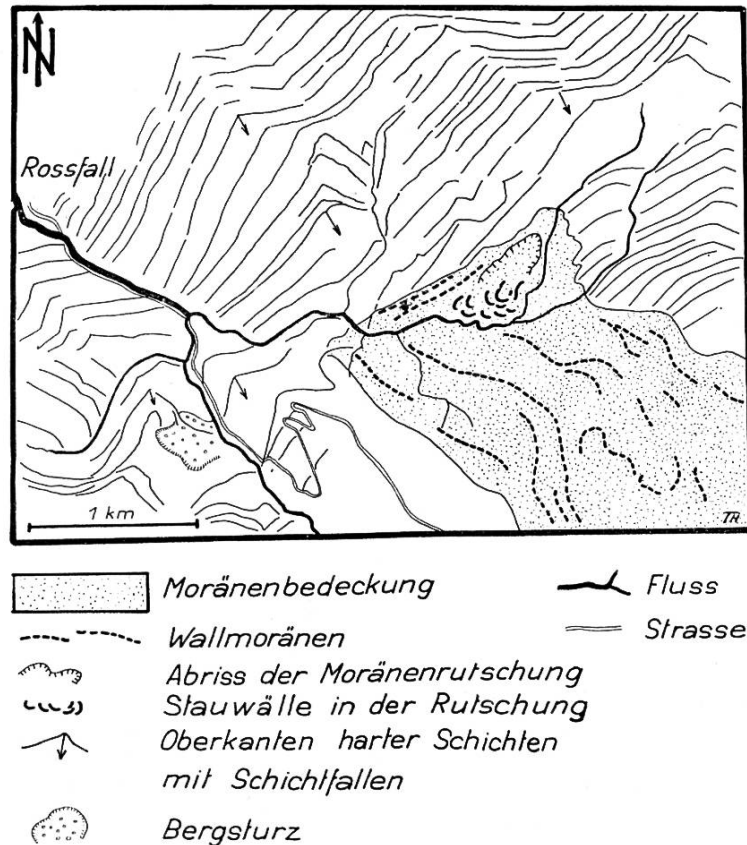 N
Rossfall
1 km
TR.
Moränenbedeckung
Fluss
Wallmoränen
Strasse
Abriss der Moränenrutschung
Stauwälle in der Rutschung
Oberkanten harter Schichten
mit Schichtfallen
Bergsturz